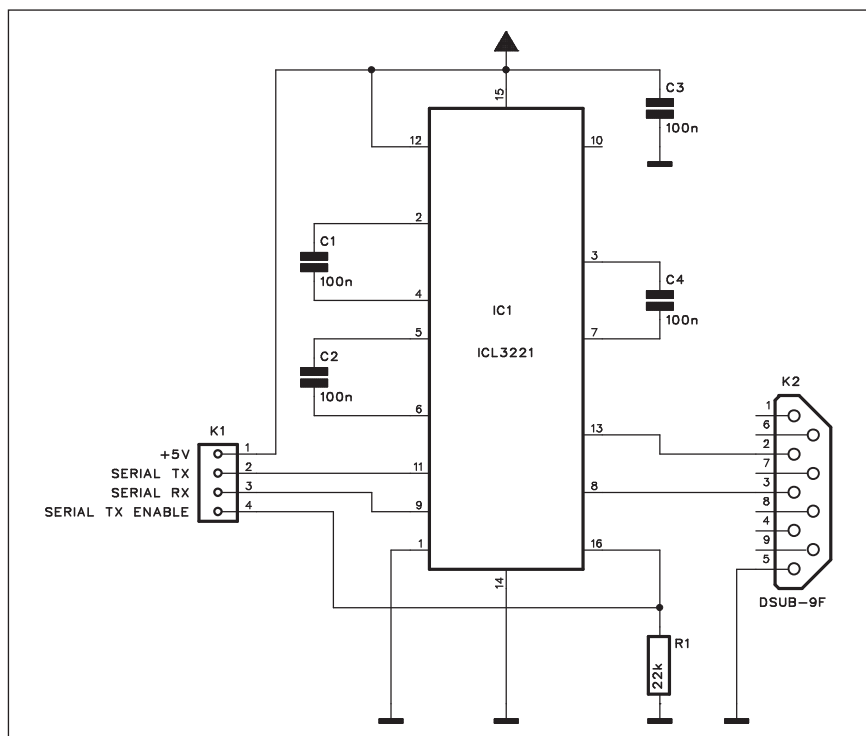 15
C3
100n
12
10
2
C1
100n
4
3
C4
100n
7
IC1
ICL3221
5
C2
100n
6
K1
+5V 1
SERIAL TX 2
SERIAL RX 3
SERIAL TX ENABLE 4
11
9
1
14
13
8
16
K2
1
6
2
7
3
8
4
9
5
DSUB-9F
R1
22k